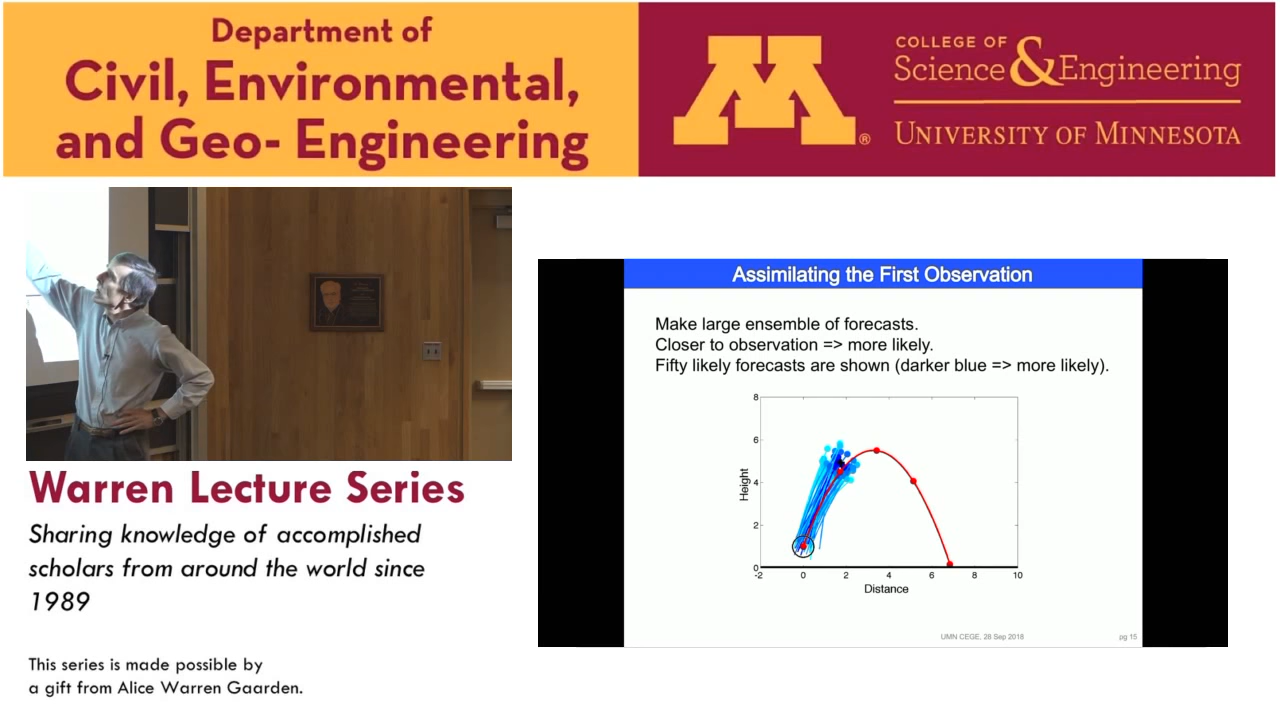 Department of
Civil, Environmental,
and Geo- Engineering
M®
COLLEGE OF
Science & Engineering
UNIVERSITY OF MINNESOTA
Warren Lecture Series
Sharing knowledge of accomplished
scholars from around the world since
1989
This series is made possible by
a gift from Alice Warren Gaarden.
Assimilating the First Observation
Make large ensemble of forecasts.
Closer to observation => more likely.
Fifty likely forecasts are shown (darker blue => more likely).
8
6
4
2
0
Height
-2 0 2 4 6 8 10
Distance
UMN CEGE, 28 Sep 2018
pg 15